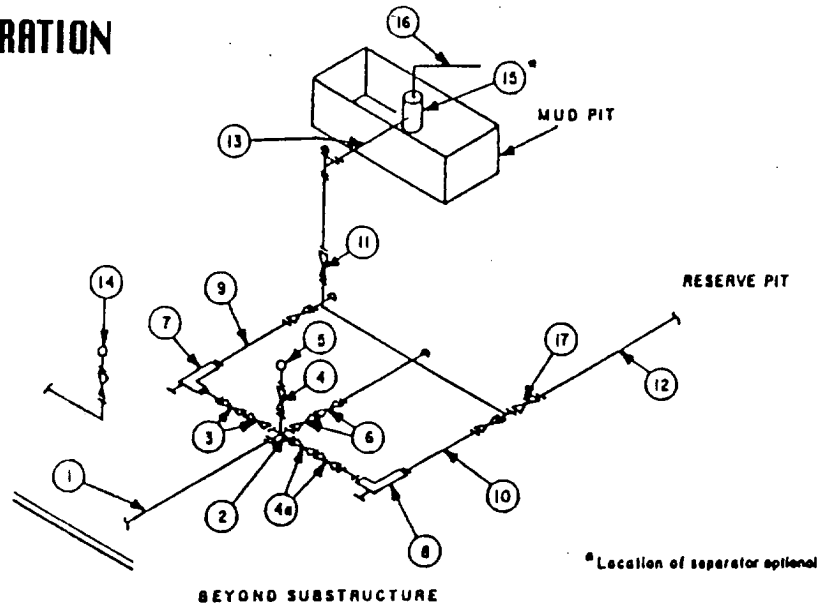 RATION
16
15 *
MUD PIT
13
11
14
9
RESERVE PIT
7
5
17
4
12
3
6
1
2
4a
10
8
* Location of separator optional
BEYOND SUBSTRUCTURE